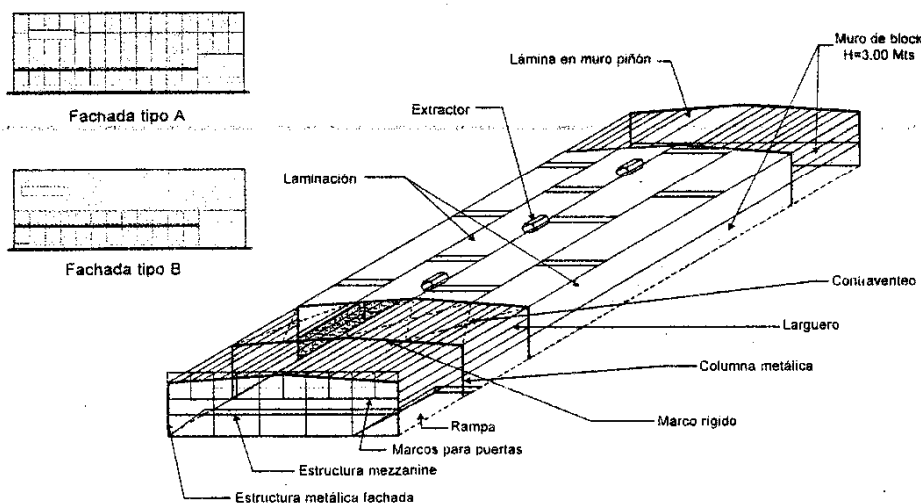 Fachada tipo A
Fachada tipo B
Muro de block
H=3.00 Mts
Lámina en muro piñón
Extractor
Laminación
Contraventeo
Larguero
Columna metálica
Marco rígido
Rampa
Marcos para puertas
Estructura mezzanine
Estructura metálica fachada